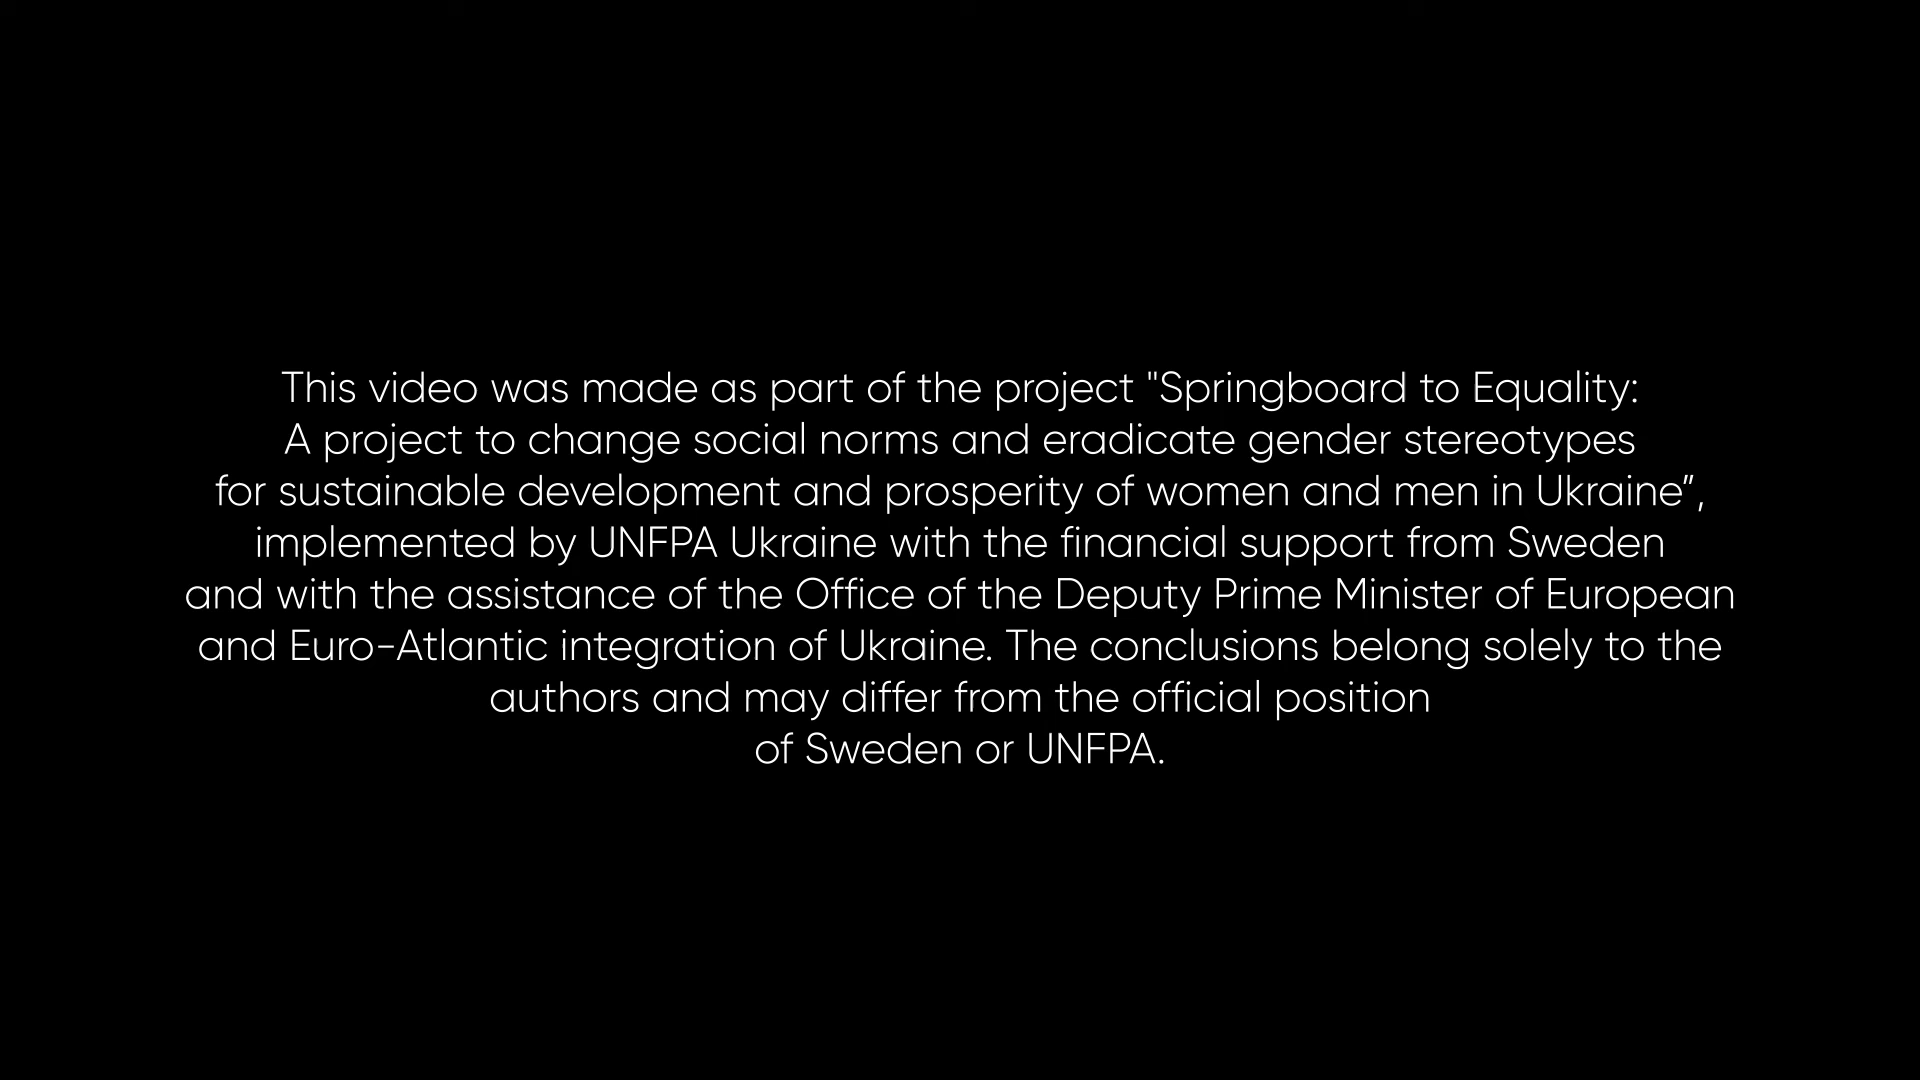 This video was made as part of the project "Springboard to Equality:
A project to change social norms and eradicate gender stereotypes
for sustainable development and prosperity of women and men in Ukraine”,
implemented by UNFPA Ukraine with the financial support from Sweden
and with the assistance of the Office of the Deputy Prime Minister of European
and Euro-Atlantic integration of Ukraine. The conclusions belong solely to the
authors and may differ from the official position
of Sweden or UNFPA.